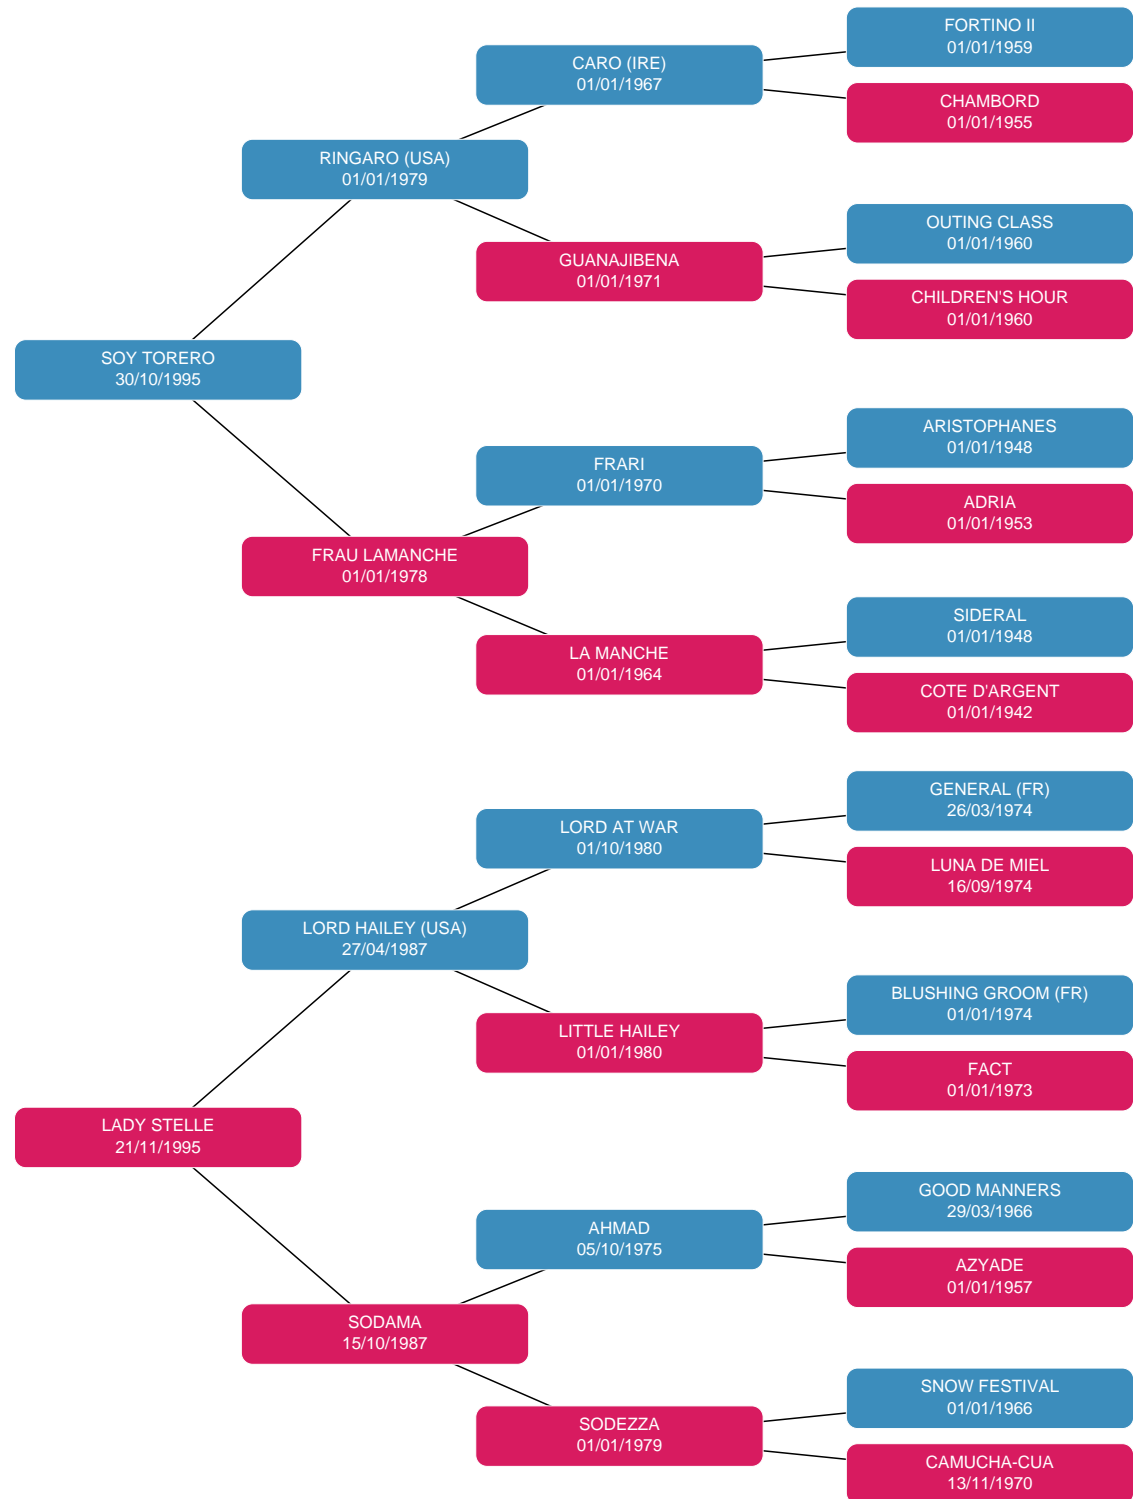 FORTINO II
01/01/1959
CARO (IRE)
01/01/1967
CHAMBORD
01/01/1955
RINGARO (USA)
01/01/1979
OUTING CLASS
01/01/1960
GUANAJIBENA
01/01/1971
CHILDREN'S HOUR
01/01/1960
SOY TORERO
30/10/1995
ARISTOPHANES
01/01/1948
FRARI
01/01/1970
ADRIA
01/01/1953
FRAU LAMANCHE
01/01/1978
SIDERAL
01/01/1948
LA MANCHE
01/01/1964
COTE D'ARGENT
01/01/1942
GENERAL (FR)
26/03/1974
LORD AT WAR
01/10/1980
LUNA DE MIEL
16/09/1974
LORD HAILEY (USA)
27/04/1987
BLUSHING GROOM (FR)
01/01/1974
LITTLE HAILEY
01/01/1980
FACT
01/01/1973
LADY STELLE
21/11/1995
GOOD MANNERS
29/03/1966
AHMAD
05/10/1975
AZYADE
01/01/1957
SODAMA
15/10/1987
SNOW FESTIVAL
01/01/1966
SODEZZA
01/01/1979
CAMUCHA-CUA
13/11/1970